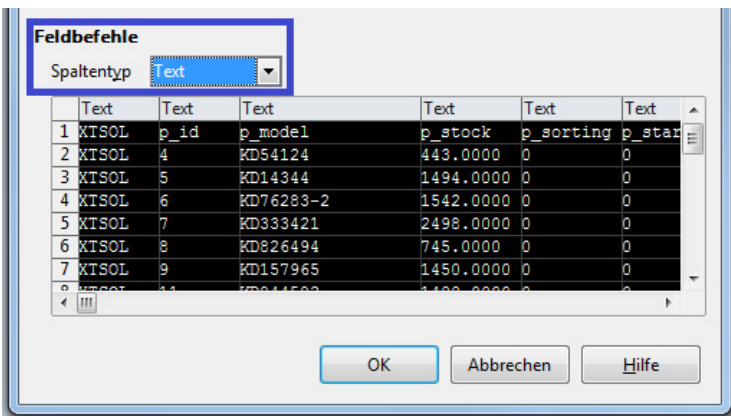 Feldbefehle
Spaltentyp Text
Text Text Text Text Text Text
1 XTSOL p_id p_model p_stock p_sorting p_star
2 XTSOL 4 KD54124 443.0000 0 0
3 XTSOL 5 KD14344 1494.0000 0 0
4 XTSOL 6 KD76283-2 1542.0000 0 0
5 XTSOL 7 KD333421 2498.0000 0 0
6 XTSOL 8 KD826494 745.0000 0 0
7 XTSOL 9 KD157965 1450.0000 0 0
OK Abbrechen Hilfe